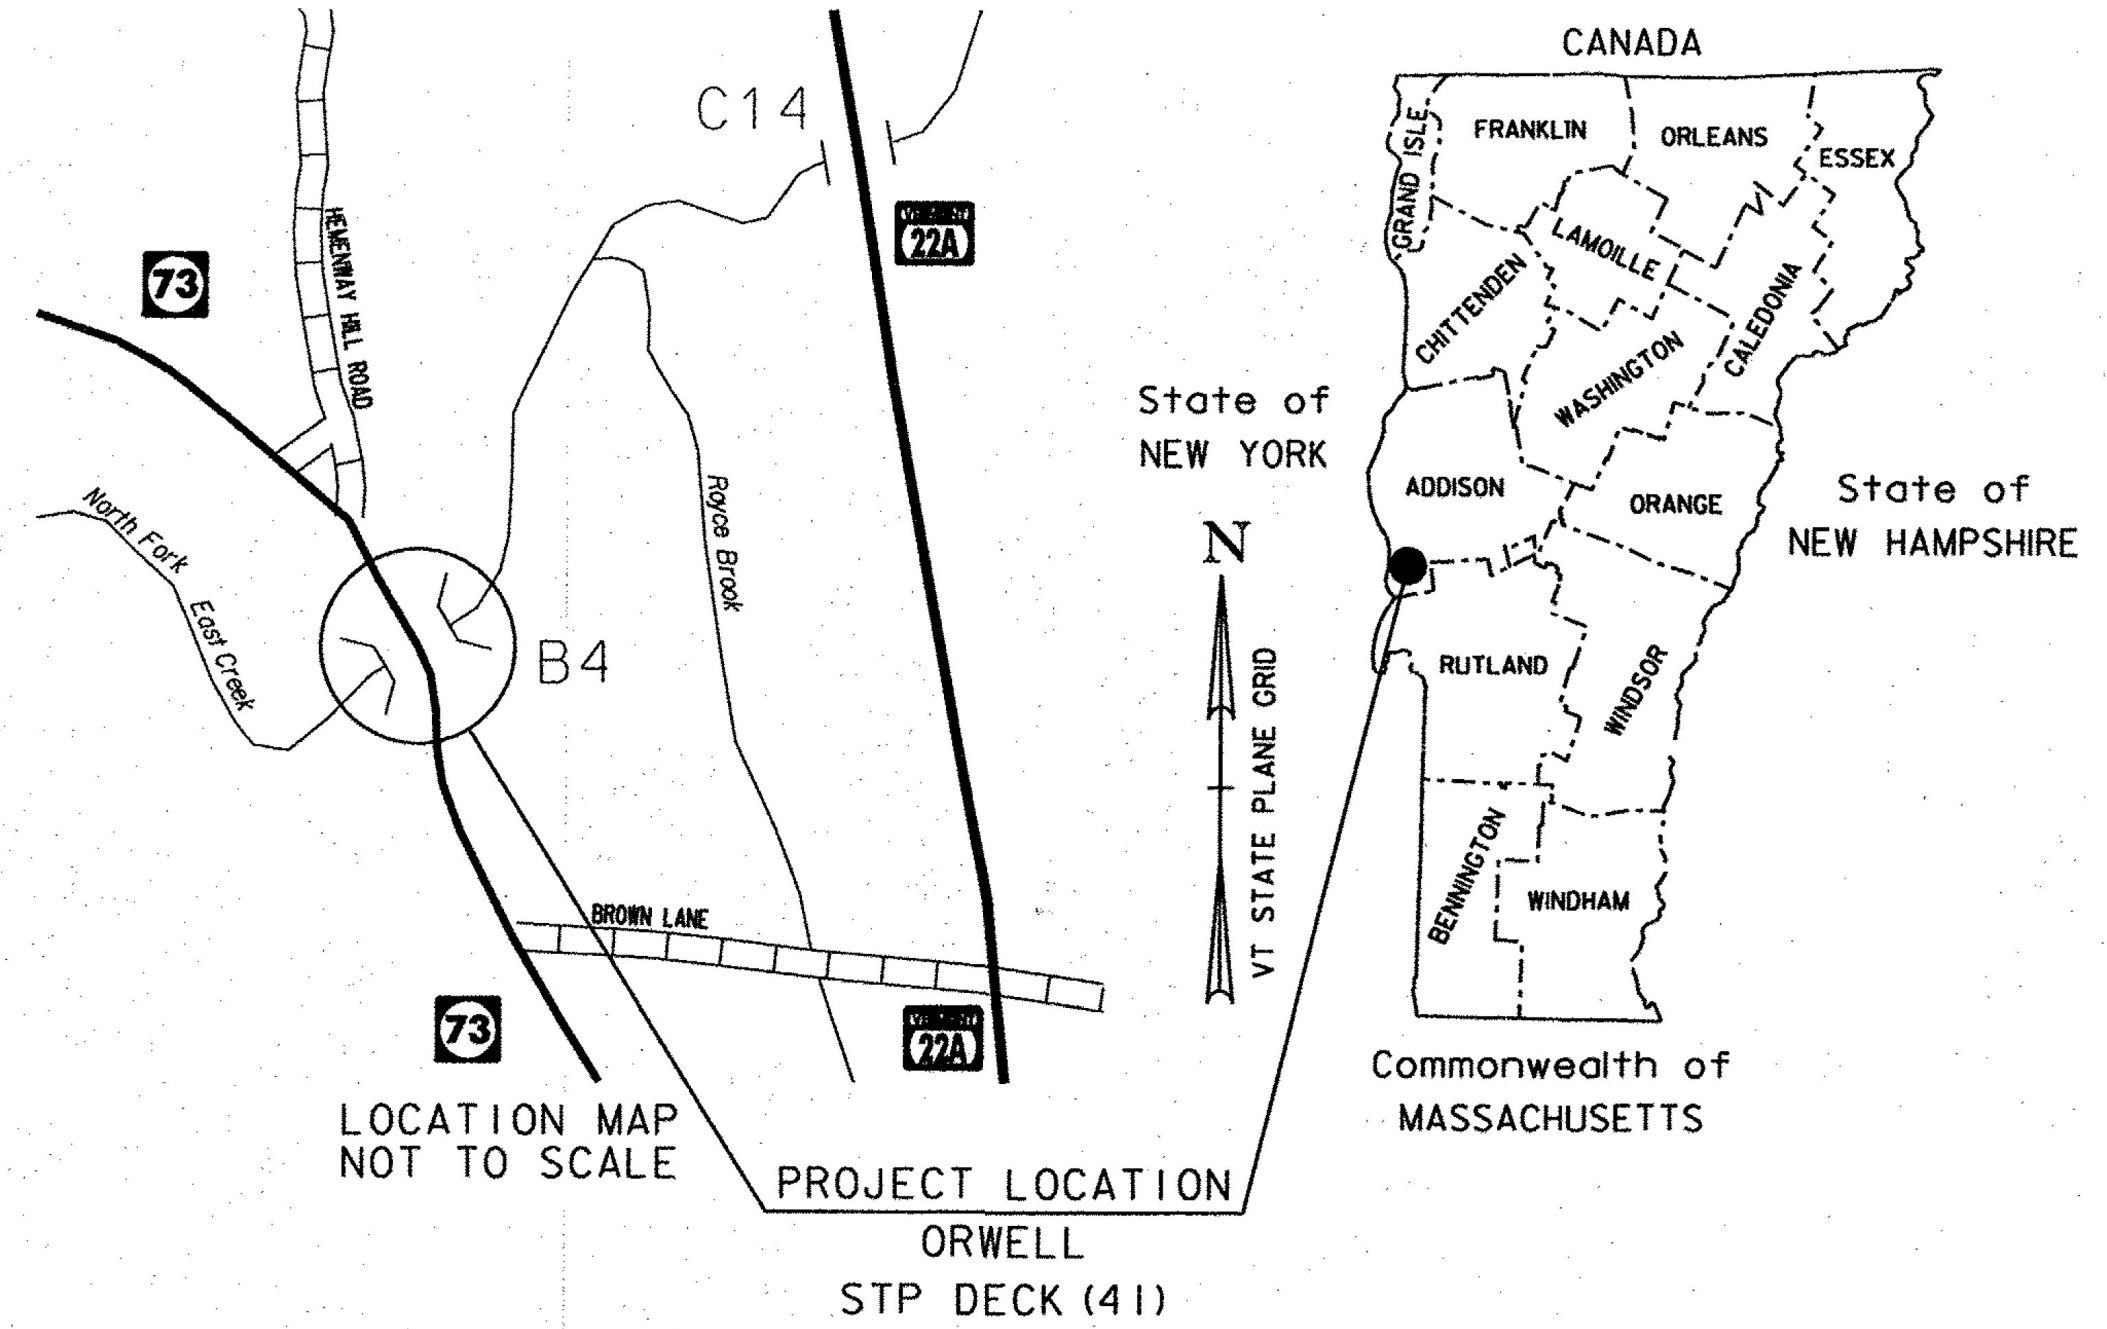 C14
VERMONT
22A
73
HEMENWAY HILL ROAD
North Fork
East Creek
Royce Brook
B4
BROWN LANE
73
VERMONT
22A
LOCATION MAP
NOT TO SCALE
N
VT STATE PLANE GRID
CANADA
GRAND ISLE
FRANKLIN
ORLEANS
ESSEX
LAMOILLE
CHITTENDEN
CALEDONIA
WASHINGTON
State of
NEW YORK
ADDISON
ORANGE
State of
NEW HAMPSHIRE
RUTLAND
WINDSOR
BENNINGTON
WINDHAM
Commonwealth of
MASSACHUSETTS
PROJECT LOCATION
ORWELL
STP DECK (41)